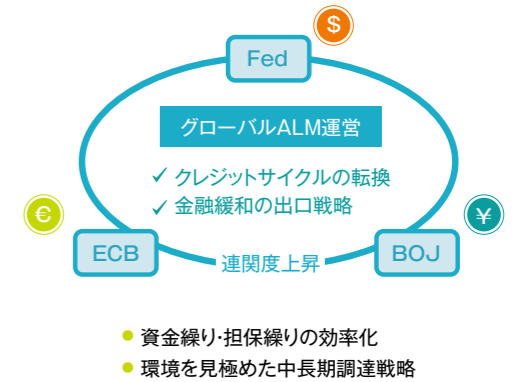 $
Fed
グローバルALM運営
✓ クレジットサイクルの転換
✓ 金融緩和の出口戦略
€
¥
ECB
BOJ
連関度上昇
● 資金繰り・担保繰りの効率化
● 環境を見極めた中長期調達戦略